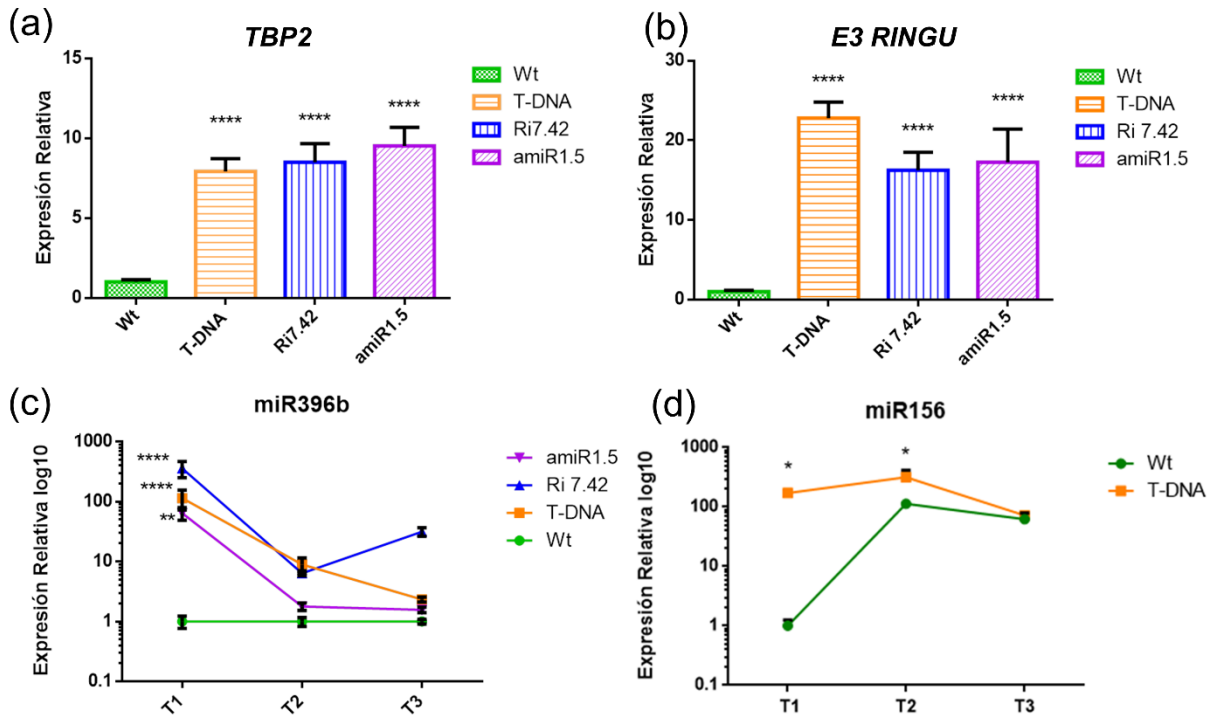 (a)
TBP2
Expresión Relativa
15
10
5
0
****
****
****
Wt
T-DNA
Ri7.42
amiR1.5
Wt
T-DNA
Ri7.42
amiR1.5
(b)
E3 RINGU
Expresión Relativa
30
20
10
0
****
****
****
Wt
T-DNA
Ri 7.42
amiR1.5
Wt
T-DNA
Ri 7.42
amiR1.5
(c)
miR396b
Expresión Relativa log10
1000
100
10
1
0.1
****
****
**
T1
T2
T3
amiR1.5
Ri 7.42
T-DNA
Wt
(d)
miR156
Expresión Relativa log10
1000
100
10
1
0.1
*
*
T1
T2
T3
Wt
T-DNA